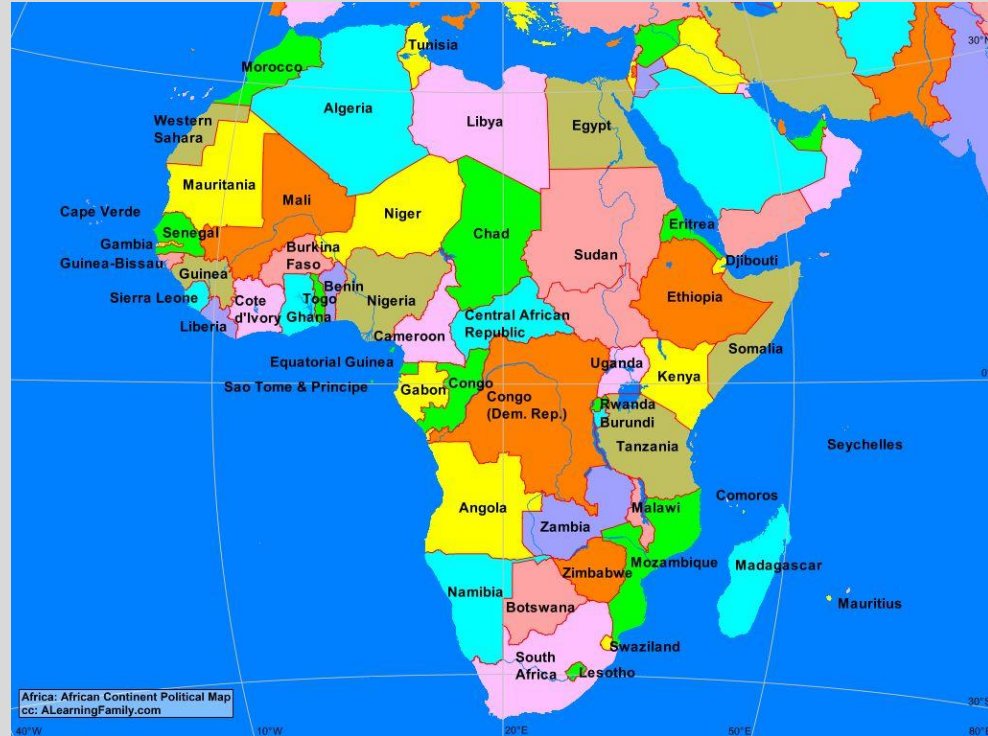 Tunisia
30°N
Morocco
Algeria
Libya
Egypt
Western
Sahara
Mauritania
Mali
Niger
Chad
Sudan
Eritrea
Cape Verde
Senegal
Gambia
Guinea-Bissau
Guinea
Burkina
Faso
Djibouti
Sierra Leone
Cote
d'Ivory
Ghana
Togo
Benin
Nigeria
Ethiopia
Liberia
Central African
Republic
Cameroon
Somalia
Equatorial Guinea
Uganda
Kenya
0°
Sao Tome & Principe
Gabon
Congo
Congo
(Dem. Rep.)
Rwanda
Burundi
Tanzania
Seychelles
Comoros
Angola
Malawi
Zambia
Mozambique
Madagascar
Zimbabwe
Namibia
Botswana
Mauritius
Swaziland
South
Africa
Lesotho
Africa: African Continent Political Map
cc: ALearningFamily.com
30°S
40°W
10°W
20°E
50°E
80°E